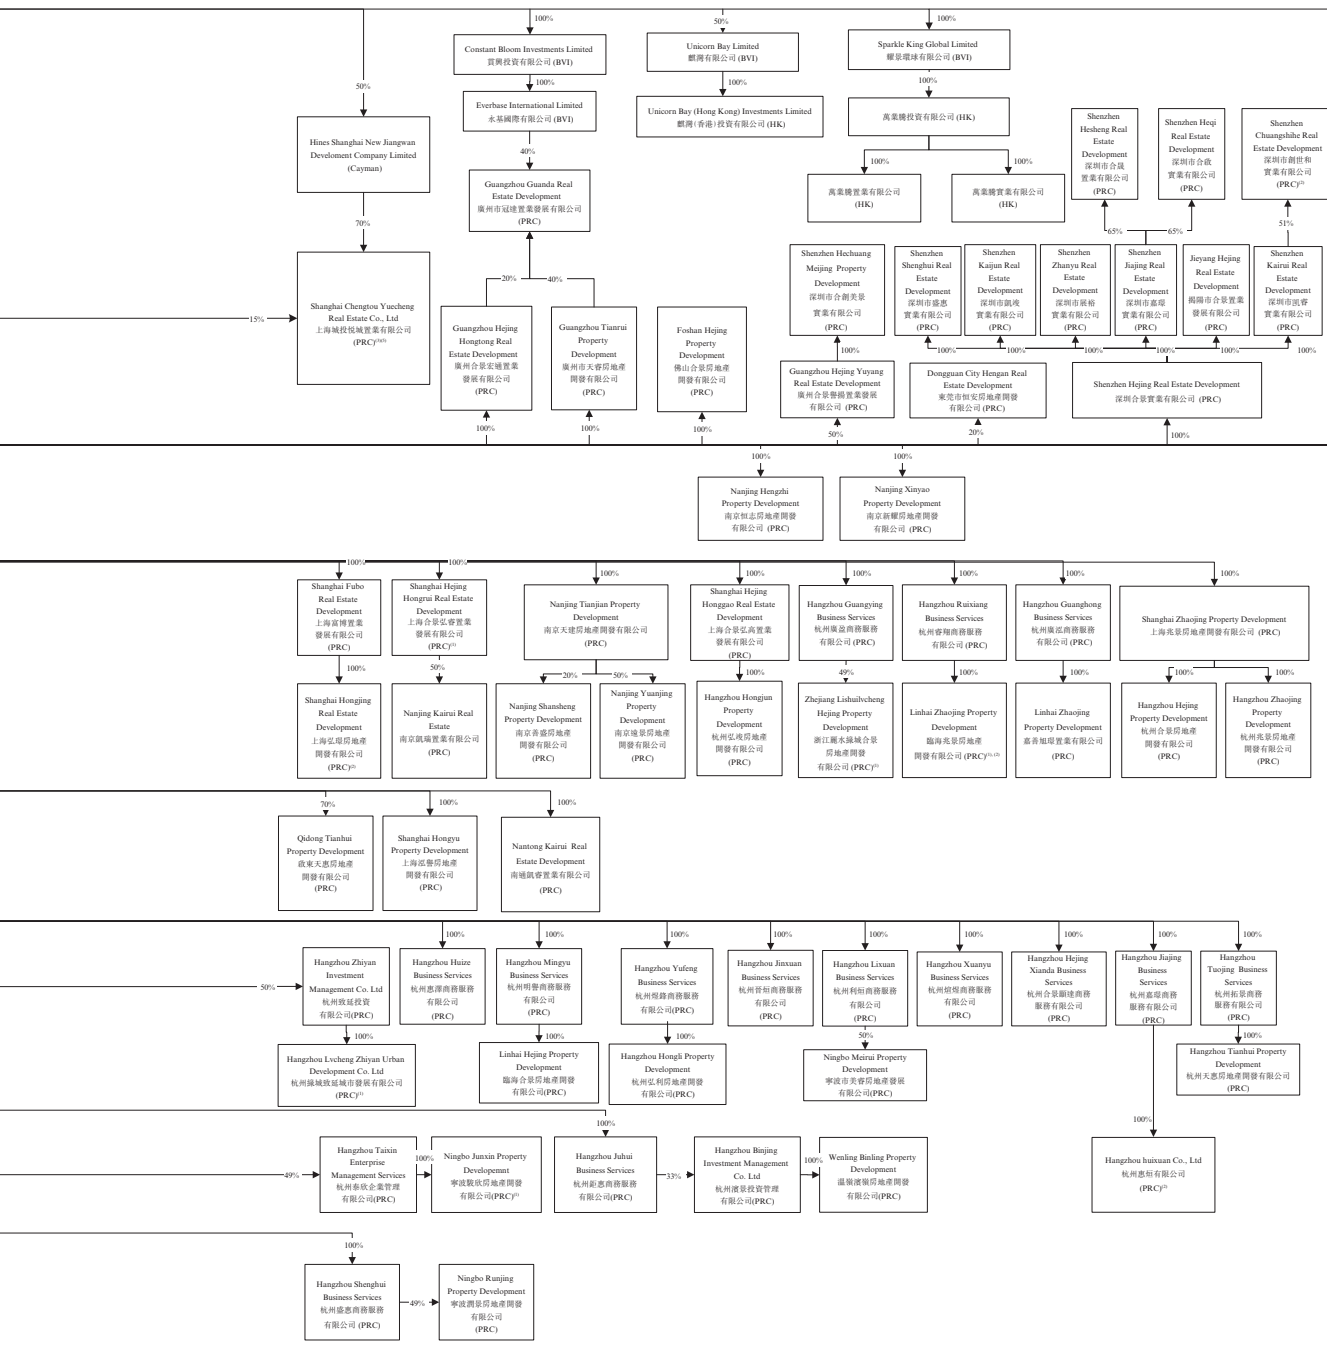 100%
50%
100%
50%
Constant Bloom Investments Limited
貫興投資有限公司 (BVI)
Unicorn Bay Limited
麒灣有限公司 (BVI)
Sparkle King Global Limited
耀景環球有限公司 (BVI)
100%
100%
100%
Everbase International Limited
永基國際有限公司 (BVI)
Unicorn Bay (Hong Kong) Investments Limited
麒灣(香港)投資有限公司 (HK)
萬業騰投資有限公司 (HK)
Hines Shanghai New Jiangwan
Develoment Company Limited
(Cayman)
40%
100%
100%
Guangzhou Guanda Real
Estate Development
廣州市冠達置業發展有限公司
(PRC)
萬業騰置業有限公司
(HK)
萬業騰實業有限公司
(HK)
Shenzhen
Hesheng Real
Estate
Development
深圳市合晟
置業有限公司
(PRC)
Shenzhen Heqi
Real Estate
Development
深圳市合啟
實業有限公司
(PRC)
Shenzhen
Chuangshihe Real
Estate Development
深圳市創世和
實業有限公司
(PRC)(2)
70%
65%
65%
51%
15%
Shanghai Chengtou Yuecheng
Real Estate Co., Ltd
上海城投悅城置業有限公司
(PRC)(3)(5)
20%
40%
Guangzhou Hejing
Hongtong Real
Estate Development
廣州合景宏通置業
發展有限公司
(PRC)
Guangzhou Tianrui
Property
Development
廣州市天睿房地產
開發有限公司
(PRC)
Foshan Hejing
Property
Development
佛山合景房地產
開發有限公司
(PRC)
Shenzhen Hechuang
Meijing Property
Development
深圳市合創美景
實業有限公司
(PRC)
Shenzhen
Shenghui Real
Estate
Development
深圳市盛惠
實業有限公司
(PRC)
Shenzhen
Kaijun Real
Estate
Development
深圳市凱竣
實業有限公司
(PRC)
Shenzhen
Zhanyu Real
Estate
Development
深圳市展裕
實業有限公司
(PRC)
Shenzhen
Jiajing Real
Estate
Development
深圳市嘉璟
實業有限公司
(PRC)
Jieyang Hejing
Real Estate
Development
揭陽市合景置業
發展有限公司
(PRC)
Shenzhen
Kairui Real
Estate
Development
深圳市凱睿
實業有限公司
(PRC)
100%
100%
100%
100%
100%
100%
100%
Guangzhou Hejing Yuyang
Real Estate Development
廣州合景譽揚置業發展
有限公司 (PRC)
Dongguan City Hengan Real
Estate Development
東莞市恒安房地產開發
有限公司 (PRC)
Shenzhen Hejing Real Estate Development
深圳合景實業有限公司 (PRC)
100%
100%
100%
50%
20%
100%
100%
100%
Nanjing Hengzhi
Property Development
南京恒志房地產開發
有限公司 (PRC)
Nanjing Xinyao
Property Development
南京新耀房地產開發
有限公司 (PRC)
100%
100%
100%
100%
100%
100%
100%
100%
Shanghai Fubo
Real Estate
Development
上海富博置業
發展有限公司
(PRC)
Shanghai Hejing
Hongrui Real Estate
Development
上海合景弘睿置業
發展有限公司
(PRC)(1)
Nanjing Tianjian Property
Development
南京天建房地產開發有限公司
(PRC)
Shanghai Hejing
Honggao Real Estate
Development
上海合景弘高置業
發展有限公司
(PRC)
Hangzhou Guangying
Business Services
杭州廣盈商務服務
有限公司
(PRC)
Hangzhou Ruixiang
Business Services
杭州睿翔商務服務
有限公司
(PRC)
Hangzhou Guanghong
Business Services
杭州廣泓商務服務
有限公司
(PRC)
Shanghai Zhaojing Property Development
上海兆景房地產開發有限公司 (PRC)
100%
50%
20%
50%
100%
49%
100%
100%
100%
100%
Shanghai Hongjing
Real Estate
Development
上海弘璟房地產
開發有限公司
(PRC)(2)
Nanjing Kairui Real
Estate
南京凱瑞置業有限公司
(PRC)
Nanjing Shansheng
Property Development
南京善盛房地產
開發有限公司
(PRC)
Nanjing Yuanjing
Property
Development
南京遠景房地產
開發有限公司
(PRC)
Hangzhou Hongjun
Property
Development
杭州弘竣房地產
開發有限公司
(PRC)
Zhejiang Lishuilvcheng
Hejing Property
Development
浙江麗水綠城合景
房地產開發
有限公司 (PRC)(1)
Linhai Zhaojing Property
Development
臨海兆景房地產
開發有限公司 (PRC)(1), (2)
Linhai Zhaojing
Property Development
嘉善旭璟置業有限公司
(PRC)
Hangzhou Hejing
Property Development
杭州合景房地產
開發有限公司
(PRC)
Hangzhou Zhaojing
Property
Development
杭州兆景房地產
開發有限公司
(PRC)
70%
100%
100%
Qidong Tianhui
Property Development
啟東天惠房地產
開發有限公司
(PRC)
Shanghai Hongyu
Property Development
上海泓譽房地產
開發有限公司
(PRC)
Nantong Kairui Real
Estate Development
南通凱睿置業有限公司
(PRC)
100%
100%
100%
100%
100%
100%
100%
100%
100%
50%
Hangzhou Zhiyan
Investment
Management Co. Ltd
杭州致延投資
有限公司 (PRC)
Hangzhou Huize
Business Services
杭州惠澤商務服務
有限公司
(PRC)
Hangzhou Mingyu
Business Services
杭州明譽商務服務
有限公司
(PRC)
Hangzhou Yufeng
Business Services
杭州煜鋒商務服務
有限公司(PRC)
Hangzhou Jinxuan
Business Services
杭州晉烜商務服務
有限公司
(PRC)
Hangzhou Lixuan
Business Services
杭州利烜商務服務
有限公司
(PRC)
Hangzhou Xuanyu
Business Services
杭州煊煜商務服務
有限公司
(PRC)
Hangzhou Hejing
Xianda Business
Services
杭州合景顯達商務
服務有限公司
(PRC)
Hangzhou Jiajing
Business
Services
杭州嘉璟商務
服務有限公司
(PRC)
Hangzhou
Tuojing Business
Services
杭州拓景商務
服務有限公司
(PRC)
100%
100%
100%
50%
100%
Hangzhou Lvcheng Zhiyan Urban
Development Co. Ltd
杭州綠城致延城市發展有限公司
(PRC)(1)
Linhai Hejing Property
Development
臨海合景房地產開發
有限公司(PRC)
Hangzhou Hongli Property
Development
杭州弘利房地產開發
有限公司(PRC)
Ningbo Meirui Property
Development
寧波市美睿房地產發展
有限公司(PRC)
Hangzhou Tianhui Property
Development
杭州天惠房地產開發有限公司
(PRC)
100%
100%
49%
Hangzhou Taixin
Enterprise
Management Services
杭州泰欣企業管理
有限公司(PRC)
100%
Ningbo Junxin Property
Developemnt
寧波駿欣房地產開發
有限公司(PRC)(1)
Hangzhou Juhui
Business Services
杭州距惠商務服務
有限公司(PRC)
33%
Hangzhou Binjing
Investment Management
Co. Ltd
杭州濱景投資管理
有限公司(PRC)
100%
Wenling Binling Property
Development
温嶺濱嶺房地產開發
有限公司(PRC)
Hangzhou huixuan Co., Ltd
杭州惠烜有限公司
(PRC)(2)
100%
Hangzhou Shenghui
Business Services
杭州盛惠商務服務
有限公司 (PRC)
49%
Ningbo Runjing
Property Development
寧波潤景房地產開發
有限公司
(PRC)